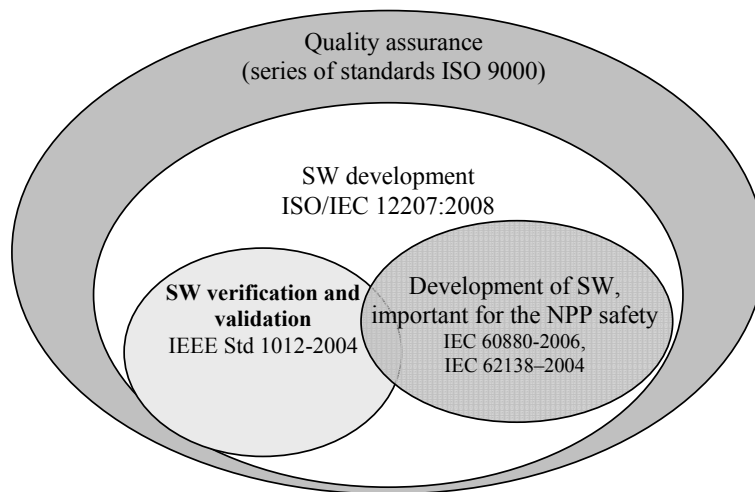 Quality assurance
(series of standards ISO 9000)
SW development
ISO/IEC 12207:2008
SW verification and
validation
IEEE Std 1012-2004
Development of SW,
important for the NPP safety
IEC 60880-2006,
IEC 62138–2004